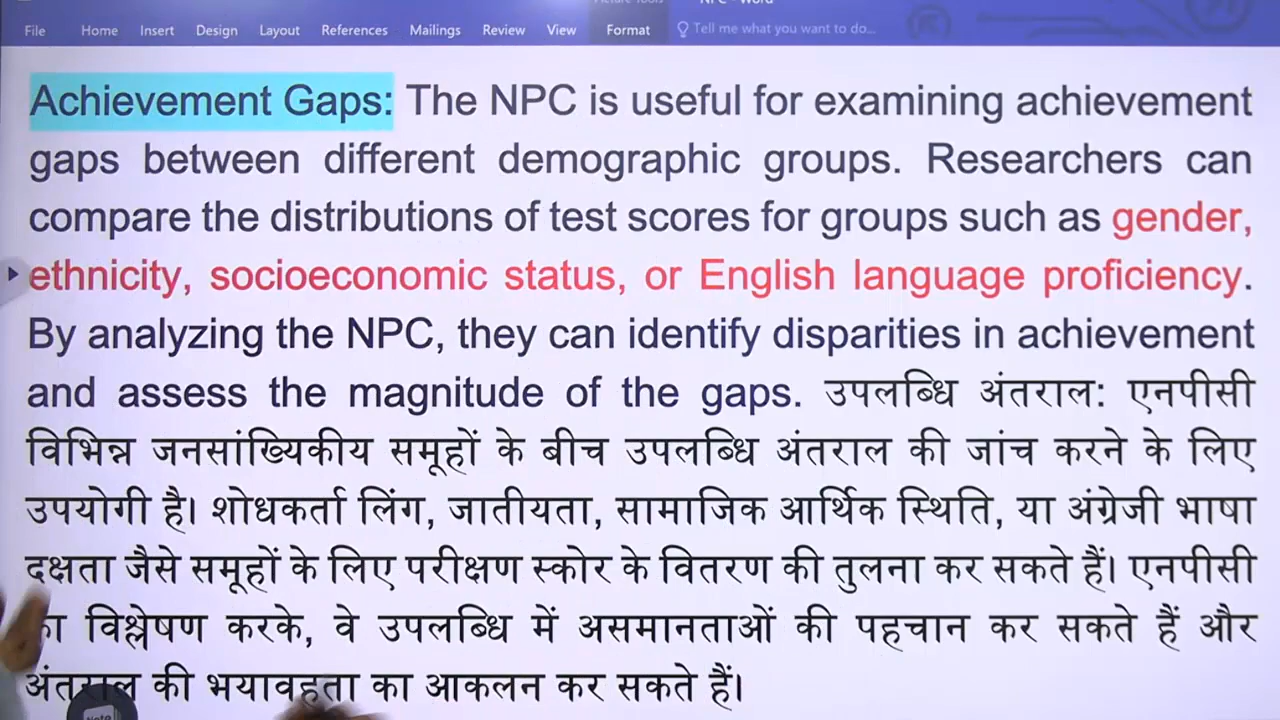 File Home Insert Design Layout References Mailings Review View Format Tell me what you want to do...
Achievement Gaps: The NPC is useful for examining achievement
gaps between different demographic groups. Researchers can
compare the distributions of test scores for groups such as gender,
ethnicity, socioeconomic status, or English language proficiency.
By analyzing the NPC, they can identify disparities in achievement
and assess the magnitude of the gaps. उपलब्धि अंतराल: एनपीसी
विभिन्न जनसांख्यिकीय समूहों के बीच उपलब्धि अंतराल की जांच करने के लिए
उपयोगी है। शोधकर्ता लिंग, जातीयता, सामाजिक आर्थिक स्थिति, या अंग्रेजी भाषा
दक्षता जैसे समूहों के लिए परीक्षण स्कोर के वितरण की तुलना कर सकते हैं। एनपीसी
का विश्लेषण करके, वे उपलब्धि में असमानताओं की पहचान कर सकते हैं और
अंतराल की भयावहता का आकलन कर सकते हैं।